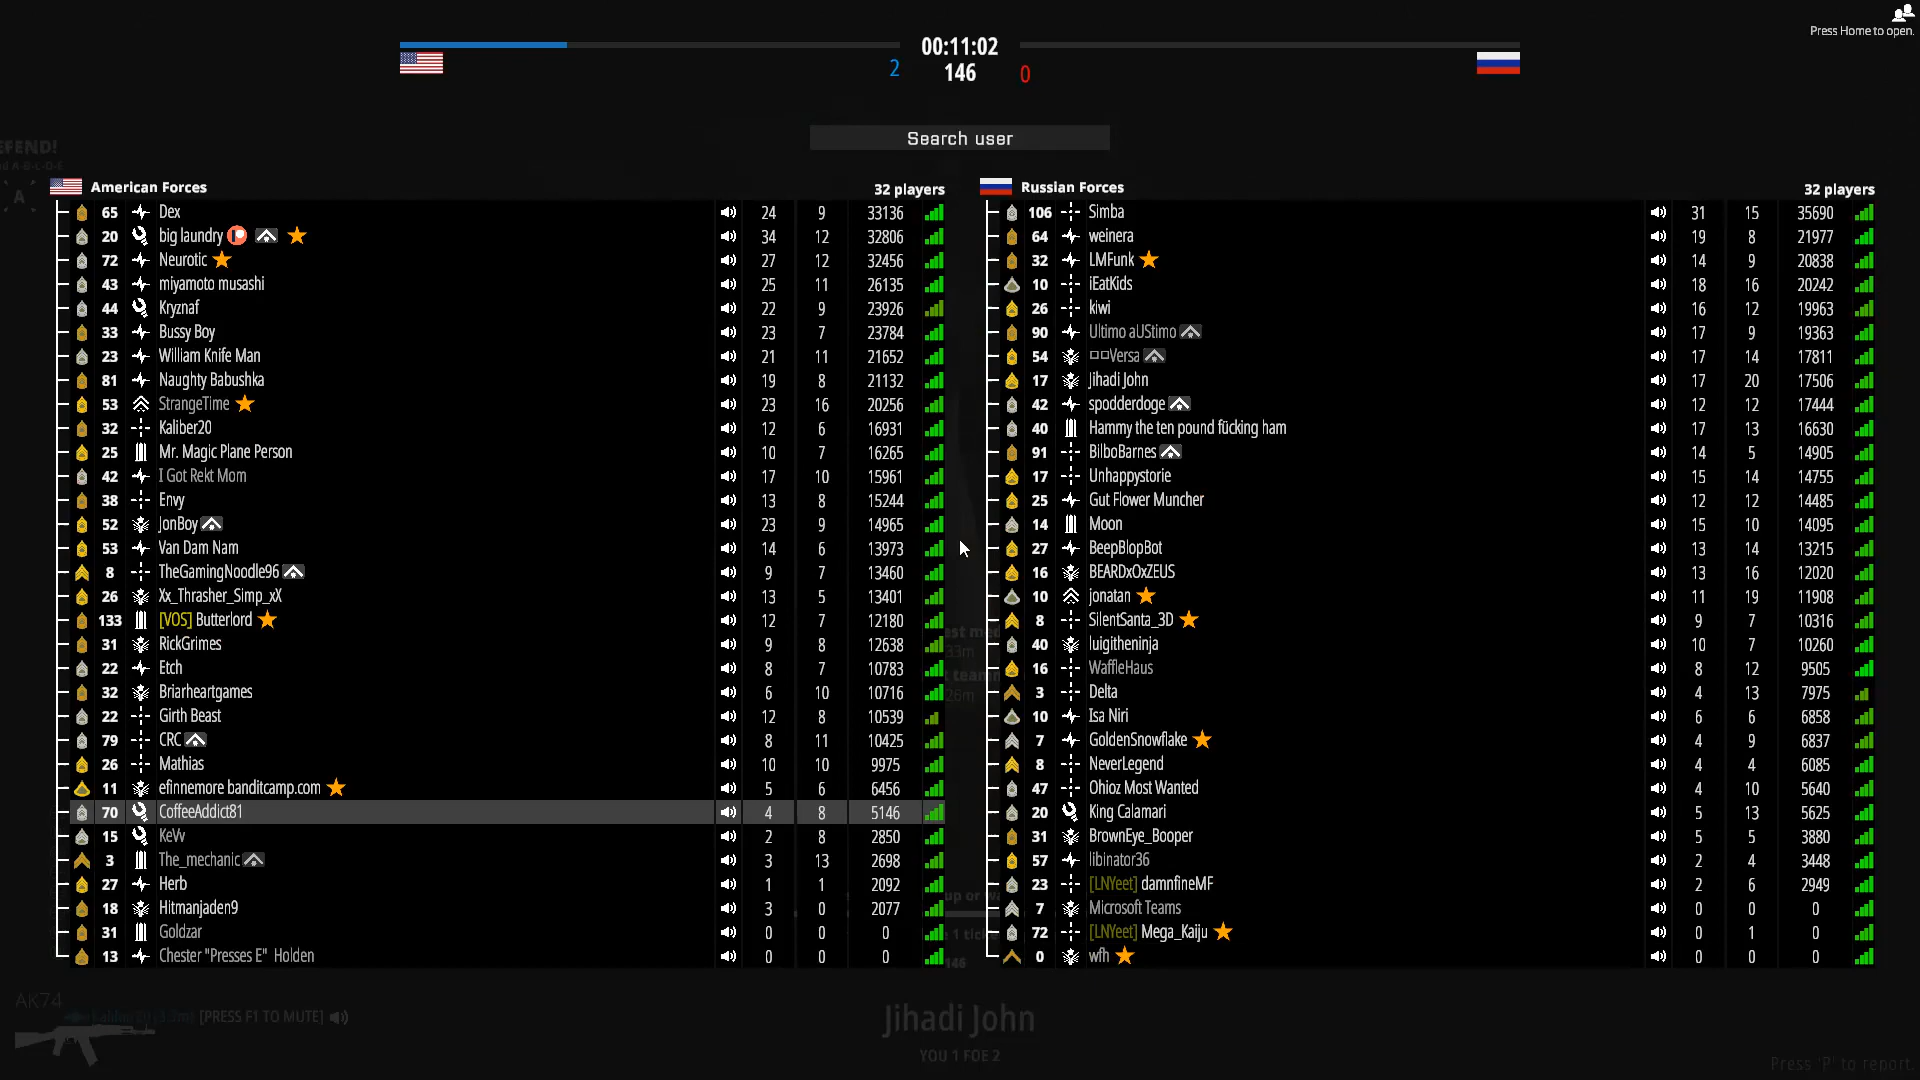 Press Home to open.
00:11:02
2 146 0
Search user
American Forces 32 players
65 Dex 24 9 33136
20 big laundry 34 12 32806
72 Neurotic 27 12 32456
43 miyamoto musashi 25 11 26135
44 Kryznaf 22 9 23926
33 Bussy Boy 23 7 23784
23 William Knife Man 21 11 21652
81 Naughty Babushka 19 8 21132
53 StrangeTime 23 16 20256
32 Kaliber20 12 6 16931
25 Mr. Magic Plane Person 10 7 16265
42 I Got Rekt Mom 17 10 15961
38 Envy 13 8 15244
52 JonBoy 23 9 14965
53 Van Dam Nam 14 6 13973
8 TheGamingNoodle96 9 7 13460
26 Xx_Thrasher_Simp_xX 13 5 13401
133 [VOS] Butterlord 12 7 12180
31 RickGrimes 9 8 12638
22 Etch 8 7 10783
32 Briarheartgames 6 10 10716
22 Girth Beast 12 8 10539
79 CRC 8 11 10425
26 Mathias 10 10 9975
11 efinnemore banditcamp.com 5 6 6456
70 CoffeeAddict81 4 8 5146
15 KeVv 2 8 2850
3 The_mechanic 3 13 2698
27 Herb 1 1 2092
18 Hitmanjaden9 3 0 2077
31 Goldzar 0 0 0
13 Chester "Presses E" Holden 0 0 0
Russian Forces 32 players
106 Simba 31 15 35690
64 weinera 19 8 21977
32 LMFunk 14 9 20838
10 iEatKids 18 16 20242
26 kiwi 16 12 19963
90 Ultimo aUStimo 17 9 19363
54 □□Versa 17 14 17811
17 Jihadi John 17 20 17506
42 spodderdoge 12 12 17444
40 Hammy the ten pound fücking ham 17 13 16630
91 BilboBarnes 14 5 14905
17 Unhappystorie 15 14 14755
25 Gut Flower Muncher 12 12 14485
14 Moon 15 10 14095
27 BeepBlopBot 13 14 13215
16 BEARDxOxZEUS 13 16 12020
10 jonatan 11 19 11908
8 SilentSanta_3D 9 7 10316
40 luigitheninja 10 7 10260
16 WaffleHaus 8 12 9505
3 Delta 4 13 7975
10 Isa Niri 6 6 6858
7 GoldenSnowflake 4 9 6837
8 NeverLegend 4 4 6085
47 Ohioz Most Wanted 4 10 5640
20 King Calamari 5 13 5625
31 BrownEye_Booper 5 5 3880
57 libinator36 2 4 3448
23 [LNYeet] damnfineMF 2 6 2949
7 Microsoft Teams 0 0 0
72 [LNYeet] Mega_Kaiju 0 1 0
0 wfh 0 0 0
AK74
[PRESS F1 TO MUTE]
Jihadi John
YOU 1 FOE 2
Press 'P' to report.